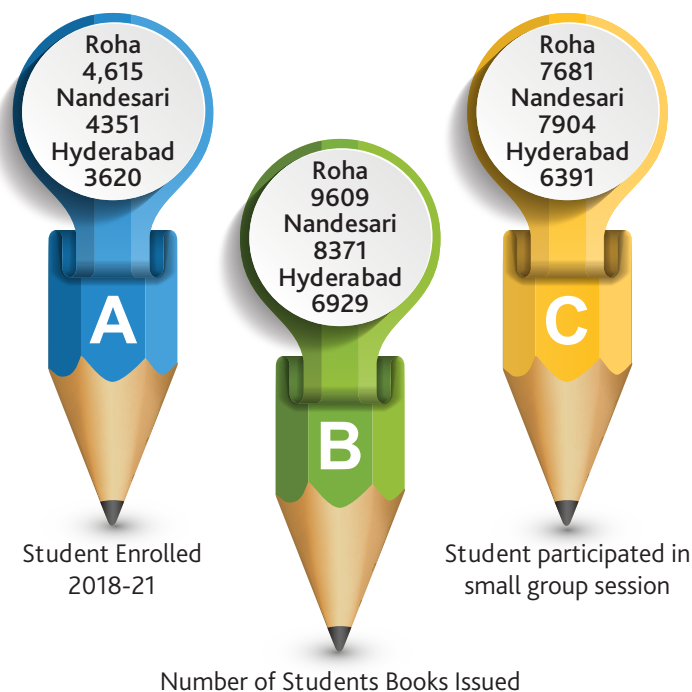 Roha
4,615
Nandesari
4351
Hyderabad
3620
A
Student Enrolled
2018-21
Roha
9609
Nandesari
8371
Hyderabad
6929
B
Number of Students Books Issued
Roha
7681
Nandesari
7904
Hyderabad
6391
C
Student participated in
small group session